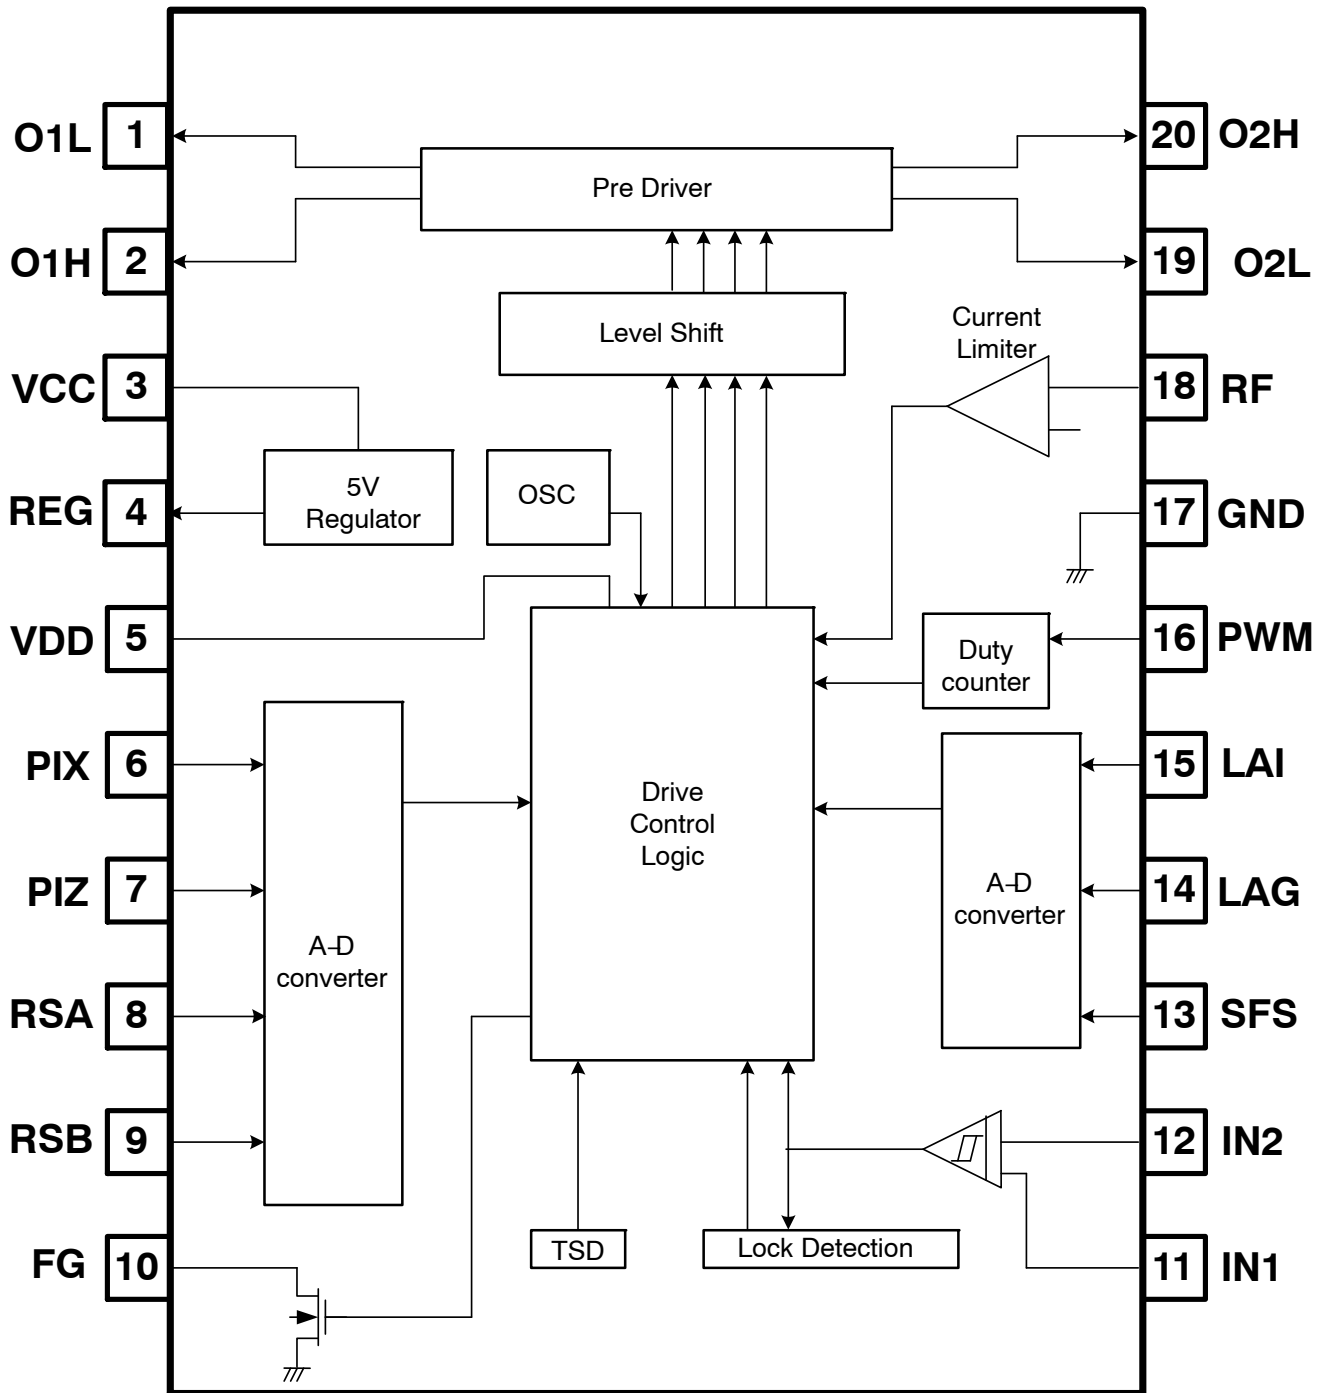 O1L 1
20 O2H
Pre Driver
O1H 2
19 O2L
Level Shift
Current
Limiter
VCC 3
18 RF
5V
Regulator
OSC
REG 4
17 GND
VDD 5
16 PWM
Duty
counter
PIX 6
15 LAI
Drive
Control
Logic
PIZ 7
14 LAG
A-D
converter
A-D
converter
RSA 8
13 SFS
RSB 9
12 IN2
TSD
Lock Detection
FG 10
11 IN1